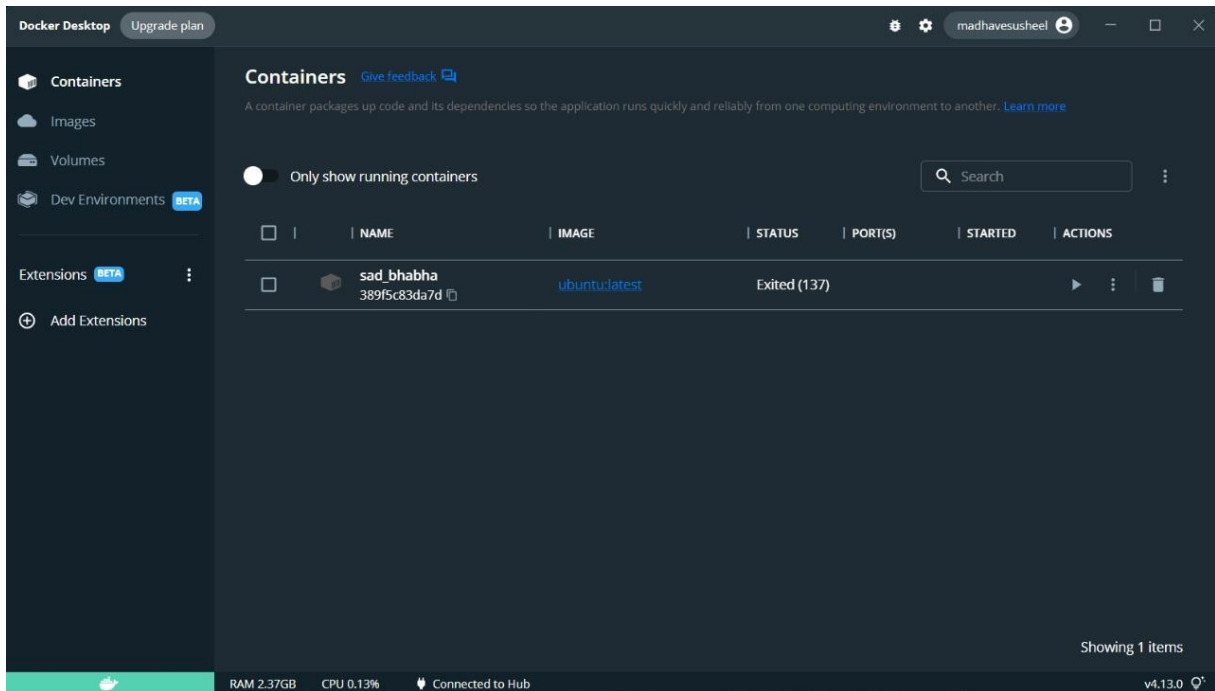 Docker Desktop Upgrade plan madhavesusheel
Containers
Images
Volumes
Dev Environments BETA
Extensions BETA
Add Extensions
Containers Give feedback
A container packages up code and its dependencies so the application runs quickly and reliably from one computing environment to another. Learn more
Only show running containers Search
NAME IMAGE STATUS PORT(S) STARTED ACTIONS
sad_bhabha
389f5c83da7d
ubuntu:latest Exited (137)
Showing 1 items
RAM 2.37GB CPU 0.13% Connected to Hub v4.13.0